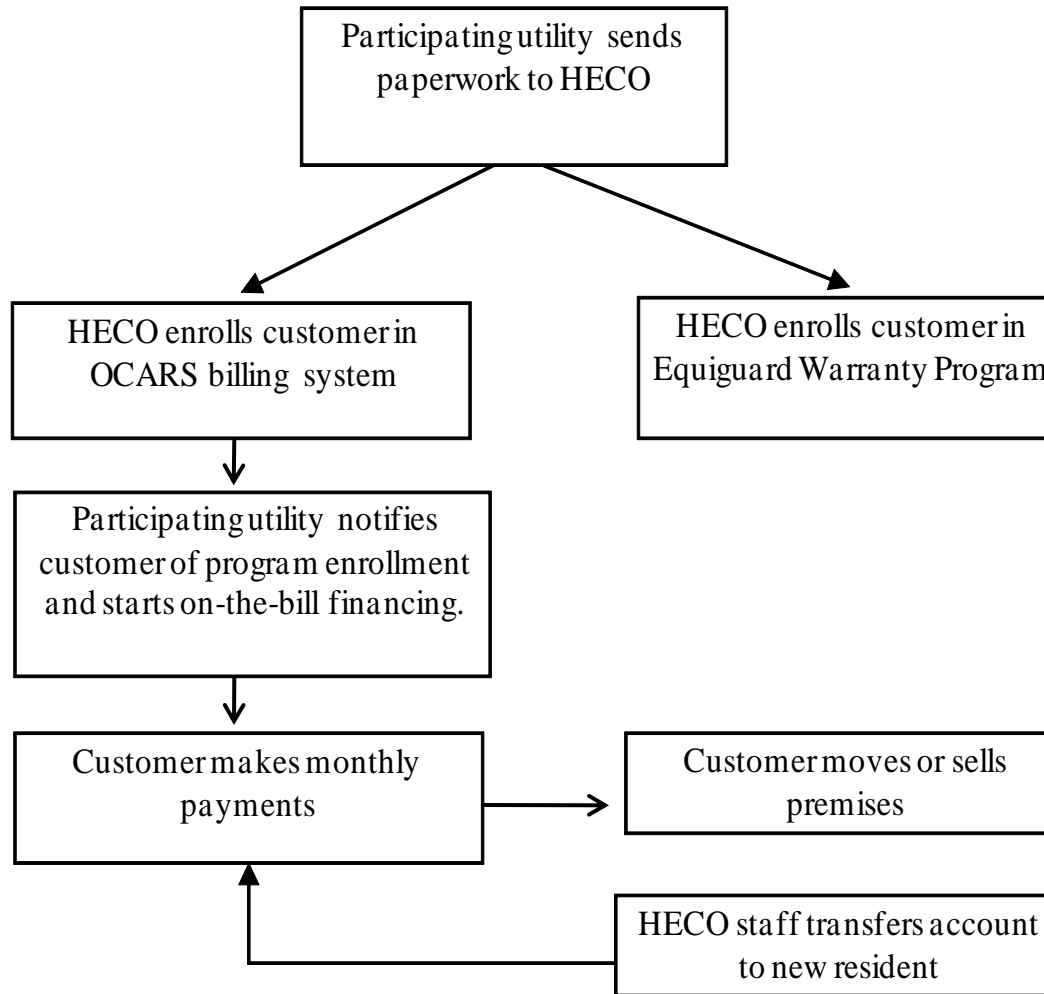 Participating utility sends
paperwork to HECO
HECO enrolls customer in
OCARS billing system
HECO enrolls customer in
Equiguard Warranty Program
Participating utility notifies
customer of program enrollment
and starts on-the-bill financing.
Customer makes monthly
payments
Customer moves or sells
premises
HECO staff transfers account
to new resident